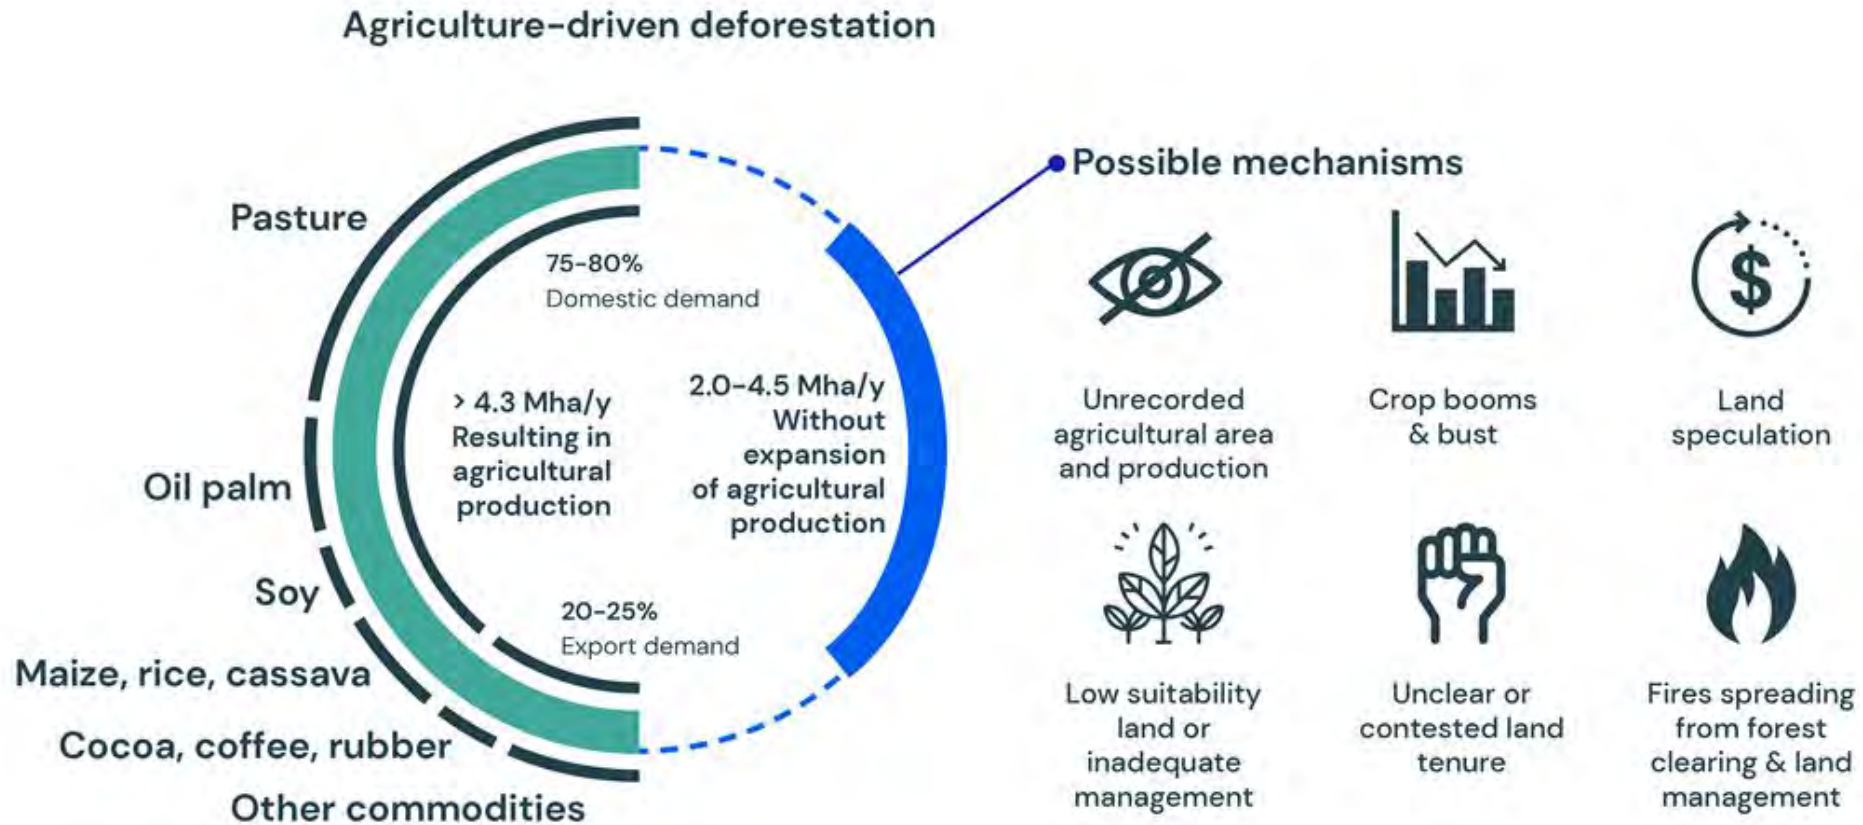 Agriculture-driven deforestation
Pasture
Oil palm
Soy
Maize, rice, cassava
Cocoa, coffee, rubber
Other commodities
75-80%
Domestic demand
> 4.3 Mha/y
Resulting in
agricultural
production
20-25%
Export demand
2.0-4.5 Mha/y
Without
expansion
of agricultural
production
Possible mechanisms
Unrecorded
agricultural area
and production
Crop booms
& bust
Land
speculation
Low suitability
land or
inadequate
management
Unclear or
contested land
tenure
Fires spreading
from forest
clearing & land
management
$